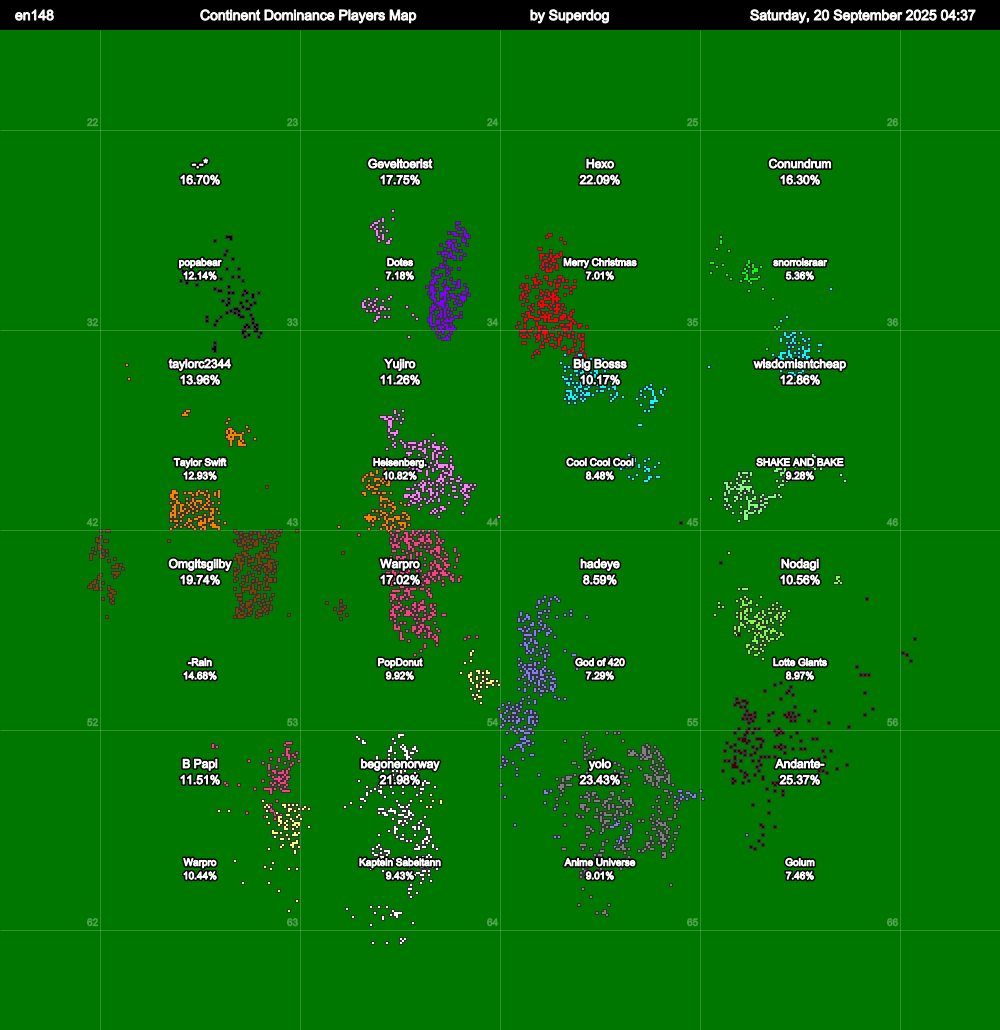 en148 Continent Dominance Players Map by Superdog Saturday, 20 September 2025 04:37
22 23 24 25 26
Geveltoerist Hexo Conundrum
16.70% 17.75% 22.09% 16.30%
popabear Dotes Merry Christmas snorrolsraar
12.14% 7.18% 7.01% 5.36%
32 33 34 35 36
taylorc2344 Yujiro Big Bosss wisdomisntcheap
13.96% 11.26% 10.17% 12.86%
Taylor Swift Heisenberg. Cool Cool Cool SHAKE AND BAKE
12.93% 10.82% 8.48% 9.28%
42 43 44 45 46
Omgitsgilby Warpro hadeye Nodagi
19.74% 17.02% 8.59% 10.56%
-Rain PopDonut God of 420 Lotte Giants
14.68% 9.92% 7.29% 8.97%
52 53 54 55 56
B Papi begonenorway yolo Andante-
11.51% 21.98% 23.43% 25.37%
Warpro Kaptein Sabeltann Anime Universe Golum
10.44% 9.43% 9.01% 7.46%
62 63 64 65 66